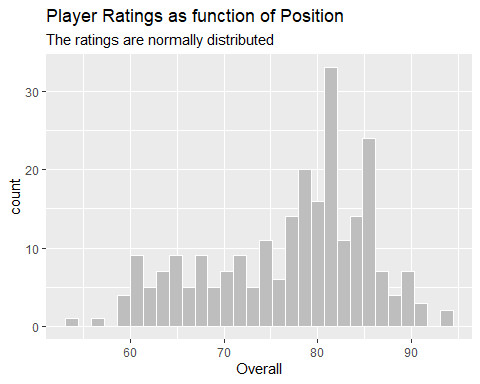 Player Ratings as function of Position
The ratings are normally distributed
count
30
20
10
0
60 70 80 90
Overall